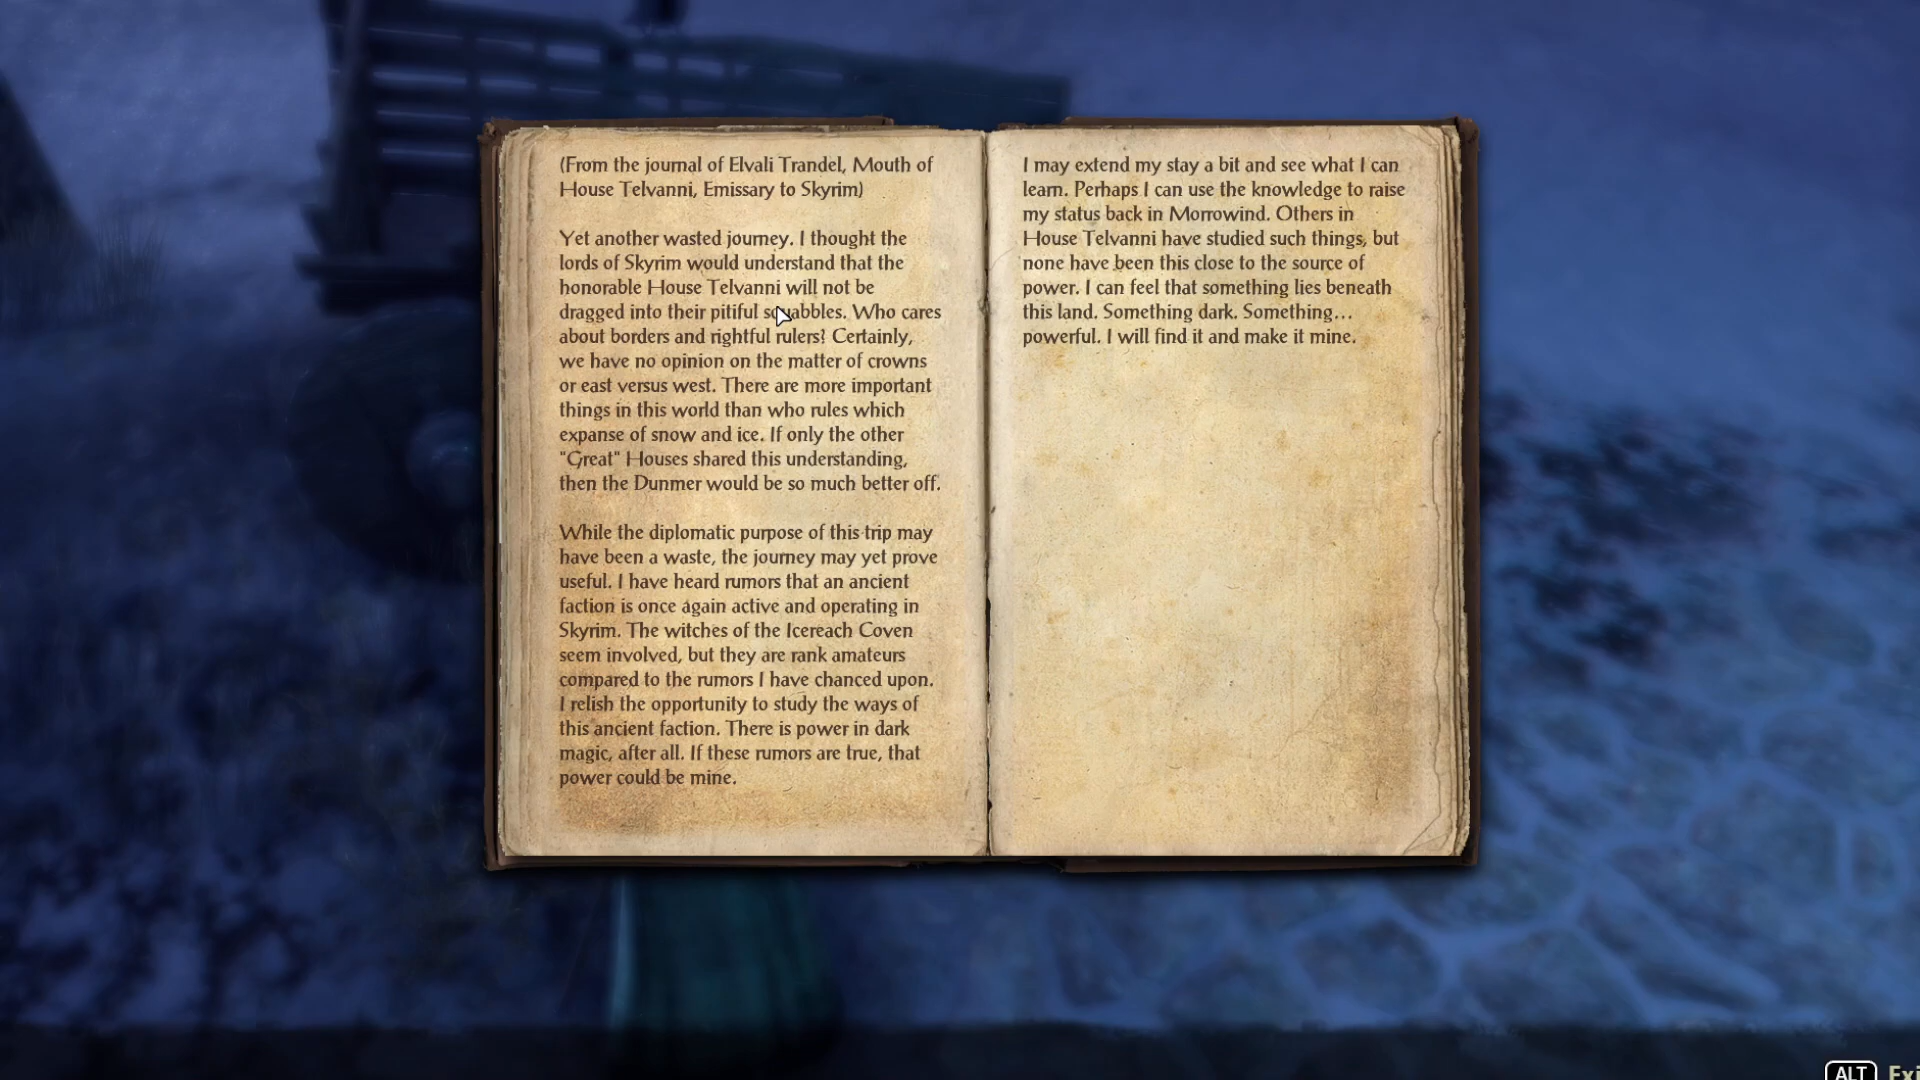 (From the journal of Elvali Trandel, Mouth of
House Telvanni, Emissary to Skyrim)
Yet another wasted journey. I thought the
lords of Skyrim would understand that the
honorable House Telvanni will not be
dragged into their pitiful squabbles. Who cares
about borders and rightful rulers? Certainly,
we have no opinion on the matter of crowns
or east versus west. There are more important
things in this world than who rules which
expanse of snow and ice. If only the other
"Great" Houses shared this understanding,
then the Dunmer would be so much better off.
While the diplomatic purpose of this trip may
have been a waste, the journey may yet prove
useful. I have heard rumors that an ancient
faction is once again active and operating in
Skyrim. The witches of the Icereach Coven
seem involved, but they are rank amateurs
compared to the rumors I have chanced upon.
I relish the opportunity to study the ways of
this ancient faction. There is power in dark
magic, after all. If these rumors are true, that
power could be mine.
I may extend my stay a bit and see what I can
learn. Perhaps I can use the knowledge to raise
my status back in Morrowind. Others in
House Telvanni have studied such things, but
none have been this close to the source of
power. I can feel that something lies beneath
this land. Something dark. Something...
powerful. I will find it and make it mine.
ALT